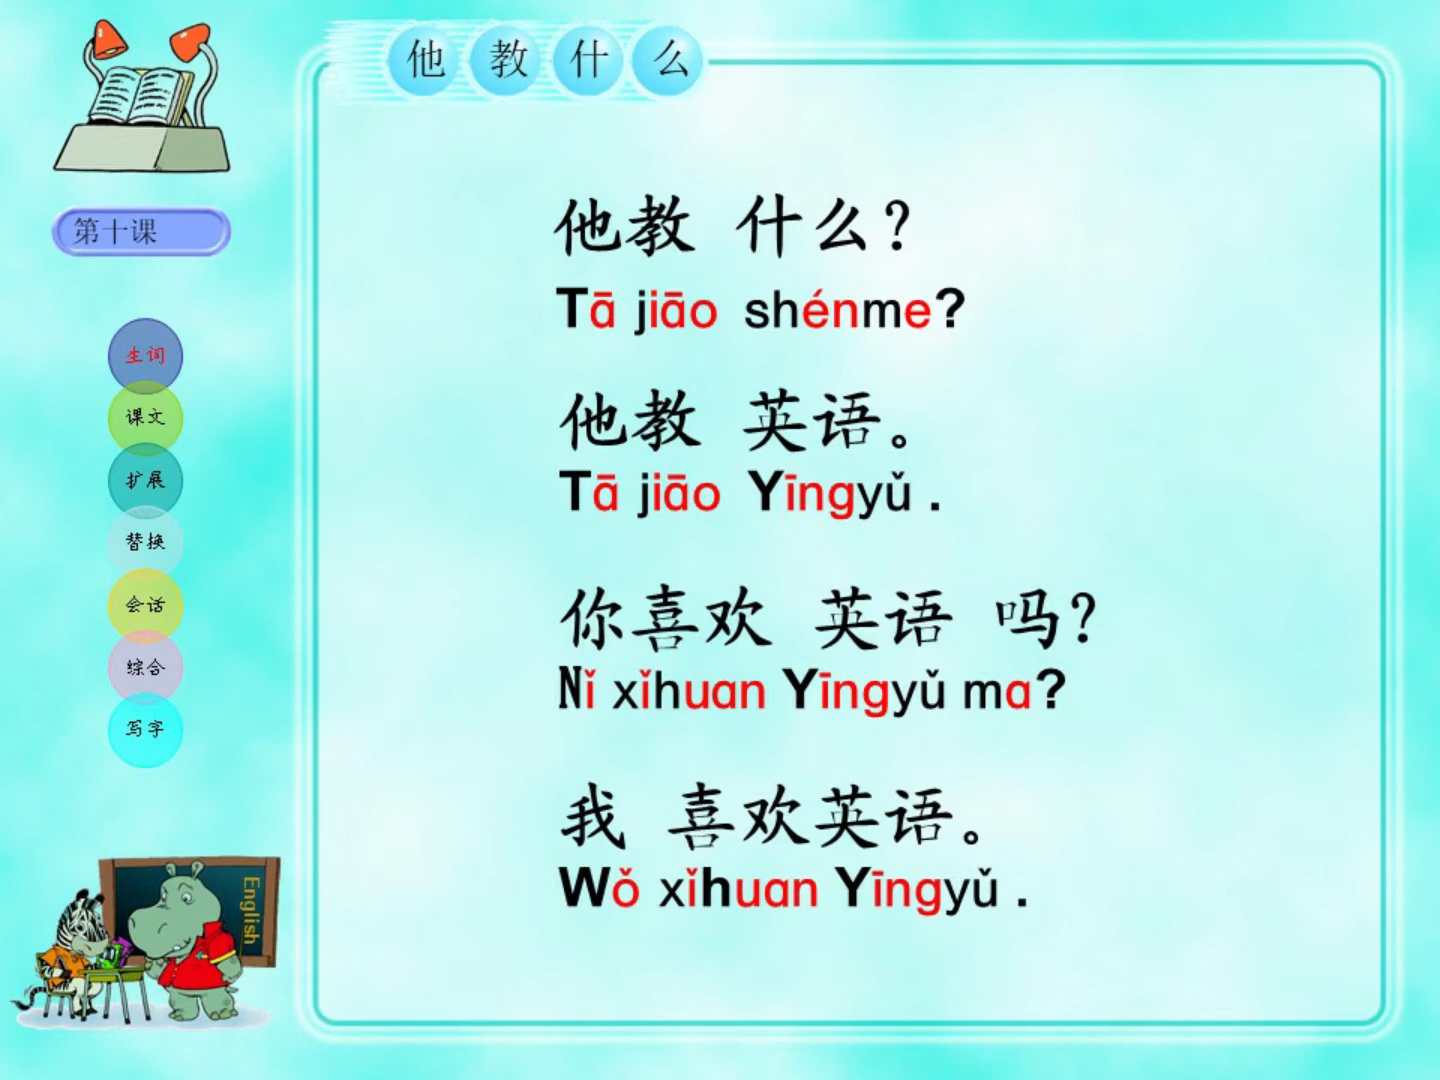 他教什么
第十课
生词
课文
扩展
替换
会话
综合
写字
他教 什么？
Tā jiāo shénme?
他教 英语。
Tā jiāo Yīngyǔ .
你喜欢 英语 吗？
Nǐ xǐhuan Yīngyǔ ma?
我 喜欢英语。
Wǒ xǐhuan Yīngyǔ .
English